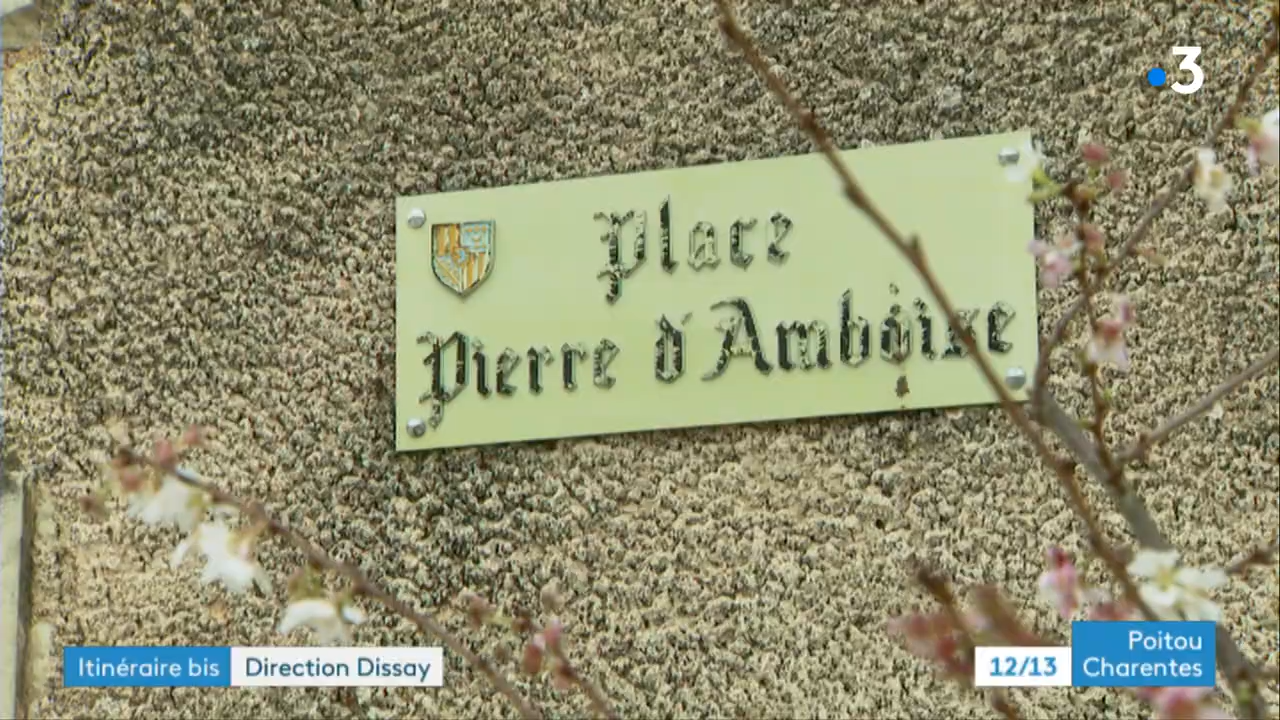 3
Place
Pierre d'Amboise
Itinéraire bis Direction Dissay
12/13 Poitou
Charentes